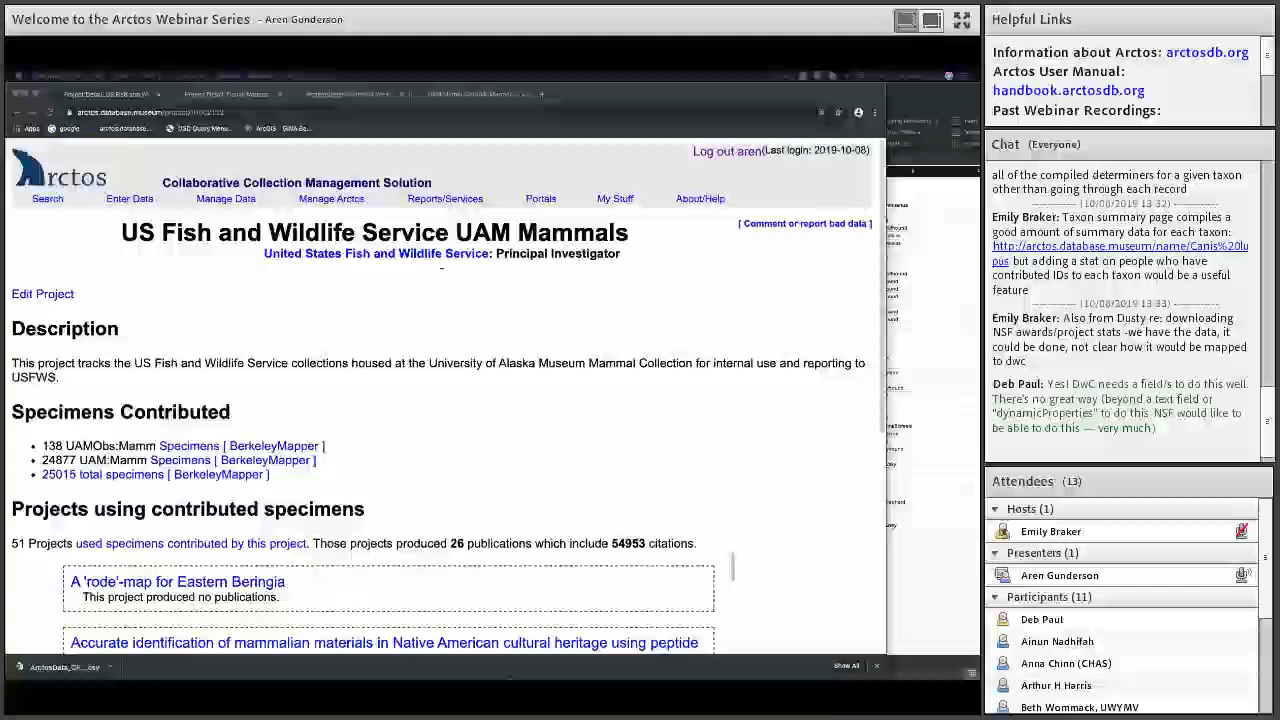 Welcome to the Arctos Webinar Series - Aren Gunderson
Apps google arctos.database... DSD Query Menu...
Log out aren(Last login: 2019-10-08)
Arctos
Collaborative Collection Management Solution
Search Enter Data Manage Data Manage Arctos Reports/Services Portals My Stuff About/Help
[ Comment or report bad data ]
US Fish and Wildlife Service UAM Mammals
United States Fish and Wildlife Service: Principal Investigator
Edit Project
Description
This project tracks the US Fish and Wildlife Service collections housed at the University of Alaska Museum Mammal Collection for internal use and reporting to
USFWS.
Specimens Contributed
• 138 UAMObs:Mamm Specimens [ BerkeleyMapper ]
• 24877 UAM:Mamm Specimens [ BerkeleyMapper ]
• 25015 total specimens [ BerkeleyMapper ]
Projects using contributed specimens
51 Projects used specimens contributed by this project. Those projects produced 26 publications which include 54953 citations.
A 'rode'-map for Eastern Beringia
This project produced no publications.
Accurate identification of mammalian materials in Native American cultural heritage using peptide
Show All
Helpful Links
Information about Arctos: arctosdb.org
Arctos User Manual:
handbook.arctosdb.org
Past Webinar Recordings:
Chat (Everyone)
all of the compiled determiners for a given taxon
other than going through each record
(10/08/2019 13:32)
Emily Braker: Taxon summary page compiles a
good amount of summary data for each taxon:
http://arctos.database.museum/name/Canis%20lu
pus but adding a stat on people who have
contributed IDs to each taxon would be a useful
feature
(10/08/2019 13:33)
Emily Braker: Also from Dusty re: downloading
NSF awards/project stats - we have the data, it
could be done, not clear how it would be mapped
to dwc
Deb Paul: Yes! DwC needs a field/s to do this well.
There's no great way (beyond a text field or
"dynamicProperties" to do this. NSF would like to
be able to do this — very much)
Attendees (13)
Hosts (1)
Emily Braker
Presenters (1)
Aren Gunderson
Participants (11)
Deb Paul
Ainun Nadhifah
Anna Chinn (CHAS)
Arthur H Harris
Beth Wommack, UWYMV